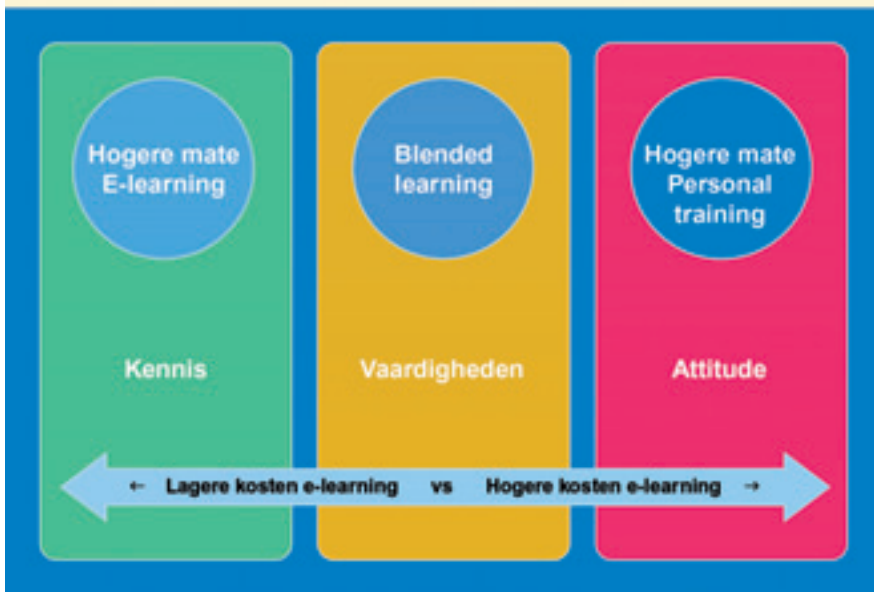 Hogere mate
E-learning
Blended
learning
Hogere mate
Personal
training
Kennis
Vaardigheden
Attitude
← Lagere kosten e-learning vs Hogere kosten e-learning →